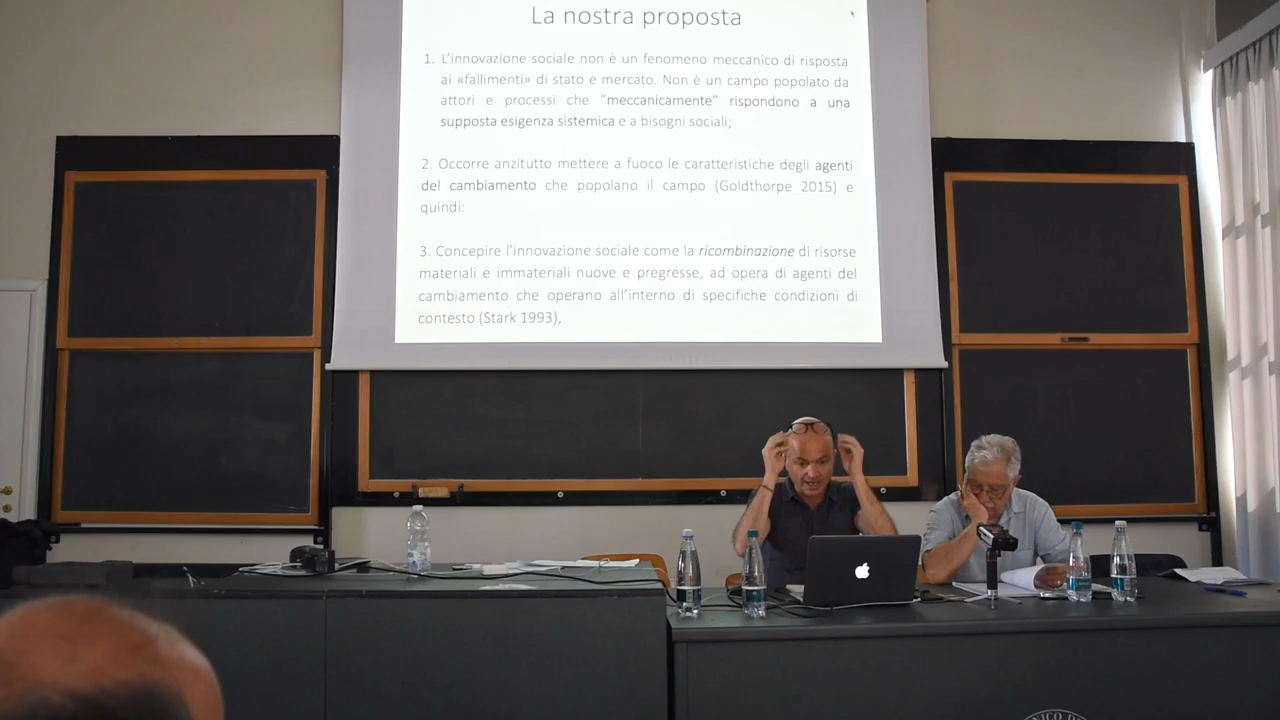 La nostra proposta
1. L'innovazione sociale non è un fenomeno meccanico di risposta
ai «fallimenti» di stato e mercato. Non è un campo popolato da
attori e processi che "meccanicamente" rispondono a una
supposta esigenza sistemica e a bisogni sociali;
2. Occorre anzitutto mettere a fuoco le caratteristiche degli agenti
del cambiamento che popolano il campo (Goldthorpe 2015) e
quindi:
3. Concepire l'innovazione sociale come la ricombinazione di risorse
materiali e immateriali nuove e pregresse, ad opera di agenti del
cambiamento che operano all'interno di specifiche condizioni di
contesto (Stark 1993),